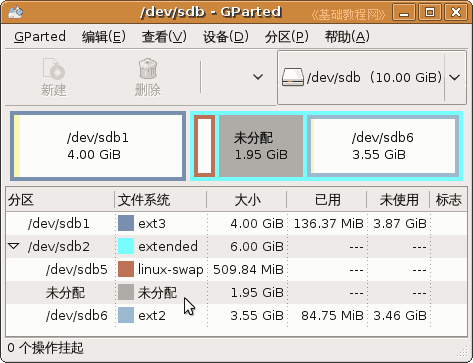 /dev/sdb - GParted
《基础教程网》
GParted 编辑(E) 查看(V) 设备(D) 分区(P) 帮助(A)
新建 删除 /dev/sdb (10.00 GiB)
/dev/sdb1
4.00 GiB
未分配
1.95 GiB
/dev/sdb6
3.55 GiB
分区 文件系统 大小 已用 未使用 标志
/dev/sdb1 ext3 4.00 GiB 136.37 MiB 3.87 GiB
/dev/sdb2 extended 6.00 GiB --- ---
/dev/sdb5 linux-swap 509.84 MiB --- ---
未分配 未分配 1.95 GiB --- ---
/dev/sdb6 ext2 3.55 GiB 84.75 MiB 3.46 GiB
0 个操作挂起